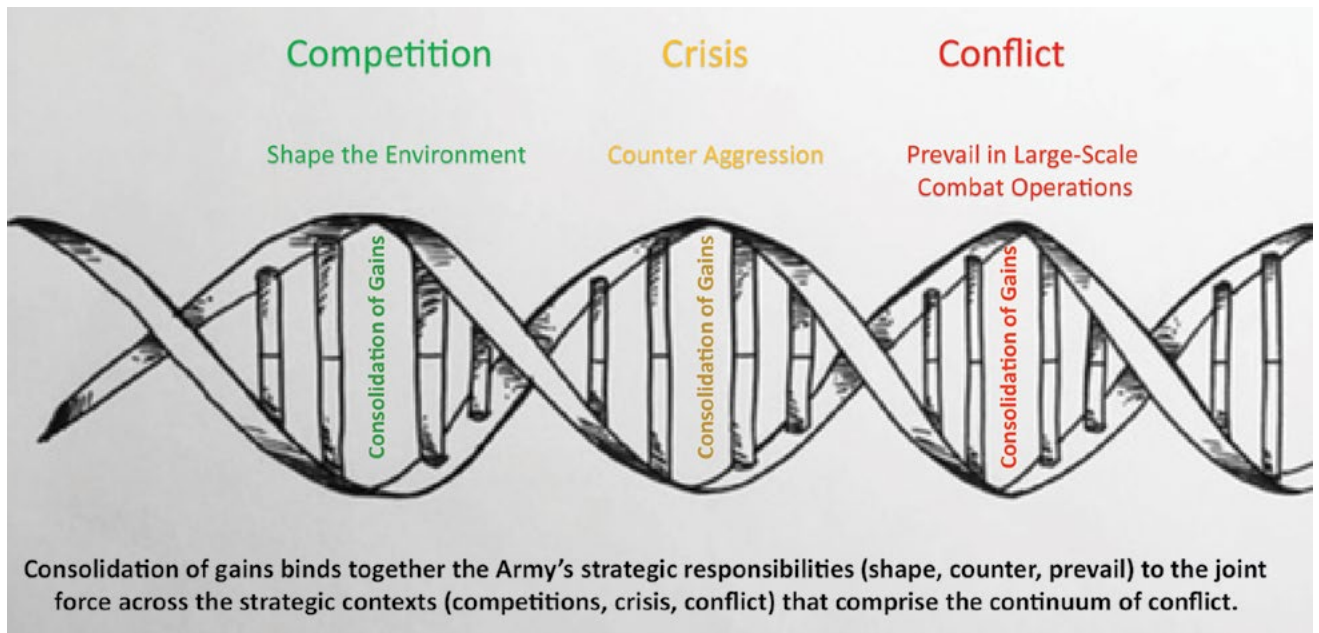 Competition
Crisis
Conflict
Shape the Environment
Counter Aggression
Prevail in Large-Scale
Combat Operations
Consolidation of Gains
Consolidation of Gains
Consolidation of Gains
Consolidation of gains binds together the Army's strategic responsibilities (shape, counter, prevail) to the joint
force across the strategic contexts (competitions, crisis, conflict) that comprise the continuum of conflict.